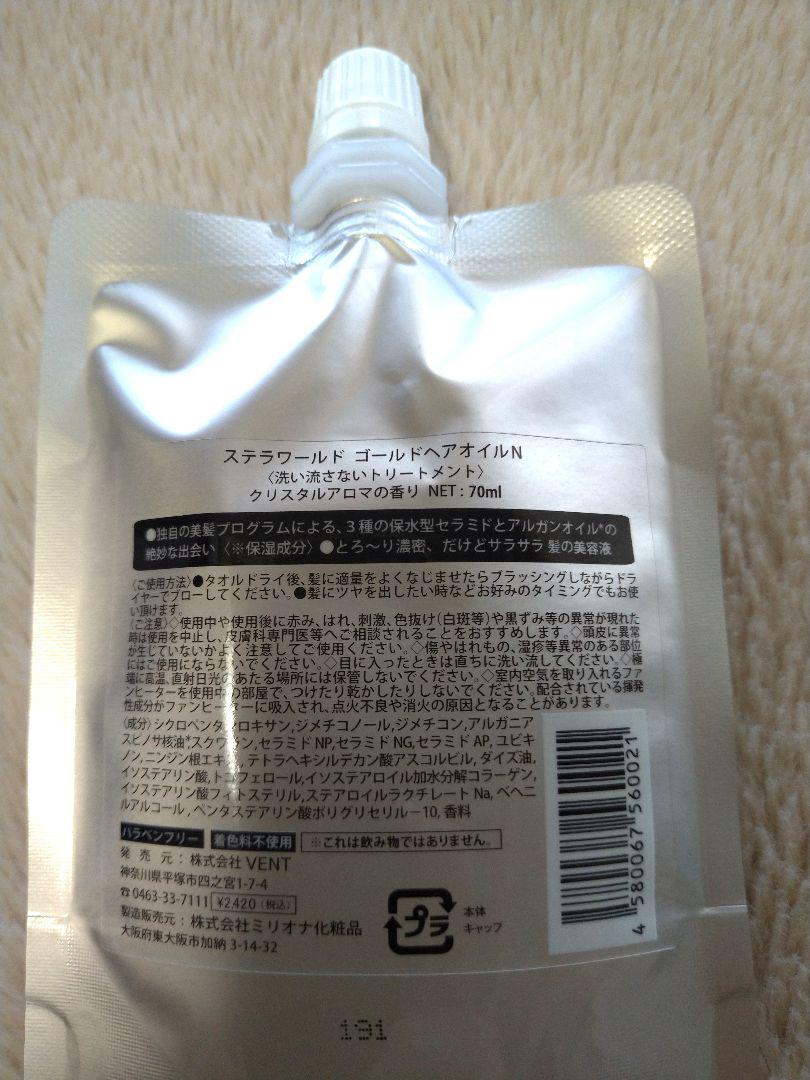 ステラワールド ゴールドヘアオイルN
〈洗い流さないトリートメント〉
クリスタルアロマの香り NET : 70ml
●独自の美髪プログラムによる、3種の保水型セラミドとアルガンオイル*の
絶妙な出会い〈※保湿成分〉●とろ～り濃密、だけどサラサラ 髪の美容液
〈ご使用方法〉●タオルドライ後、髪に適量をよくなじませたらブラッシングしながらドラ
イヤーでブローしてください。●髪にツヤを出したい時などお好みのタイミングでもお使
い頂けます。
〈ご注意〉◇使用中や使用後に赤み、はれ、刺激、色抜け(白斑等)や黒ずみ等の異常が現れた
時は使用を中止し、皮膚科専門医等へご相談されることをおすすめします。◇頭皮に異常
が生じていないかよく注意してご使用ください。◇傷やはれもの、湿疹等異常のある部位
にはご使用にならないでください。◇目に入ったときは直ちに洗い流してください。◇極
端に高温、直射日光のあたる場所には保管しないでください。◇室内空気を取り入れるファ
ンヒーターを使用中の部屋で、つけたり乾かしたりしないでください。配合されている揮発
性成分がファンヒーターに吸入され、点火不良や消火の原因となることがあります。
〈成分〉シクロペンタシロキサン,ジメチコノール,ジメチコン,アルガニア
スピノサ核油*スクワラン,セラミドNP,セラミドNG,セラミドAP,ユビキ
ノン,ニンジン根エキス,テトラヘキシルデカン酸アスコルビル,ダイズ油,
イソステアリン酸,トコフェロール,イソステアロイル加水分解コラーゲン,
イソステアリン酸フィトステリル,ステアロイルラクチレートNa,ベヘニ
ルアルコール,ペンタステアリン酸ポリグリセリル－10,香料
パラベンフリー 着色料不使用 ※これは飲み物ではありません。
発 売 元：株式会社VENT
神奈川県平塚市四之宮1-7-4
☎0463-33-7111 ¥2,420（税込）
製造販売元：株式会社ミリオナ化粧品
大阪府東大阪市加納3-14-32
プラ
本体
キャップ
4 580067 560021
191